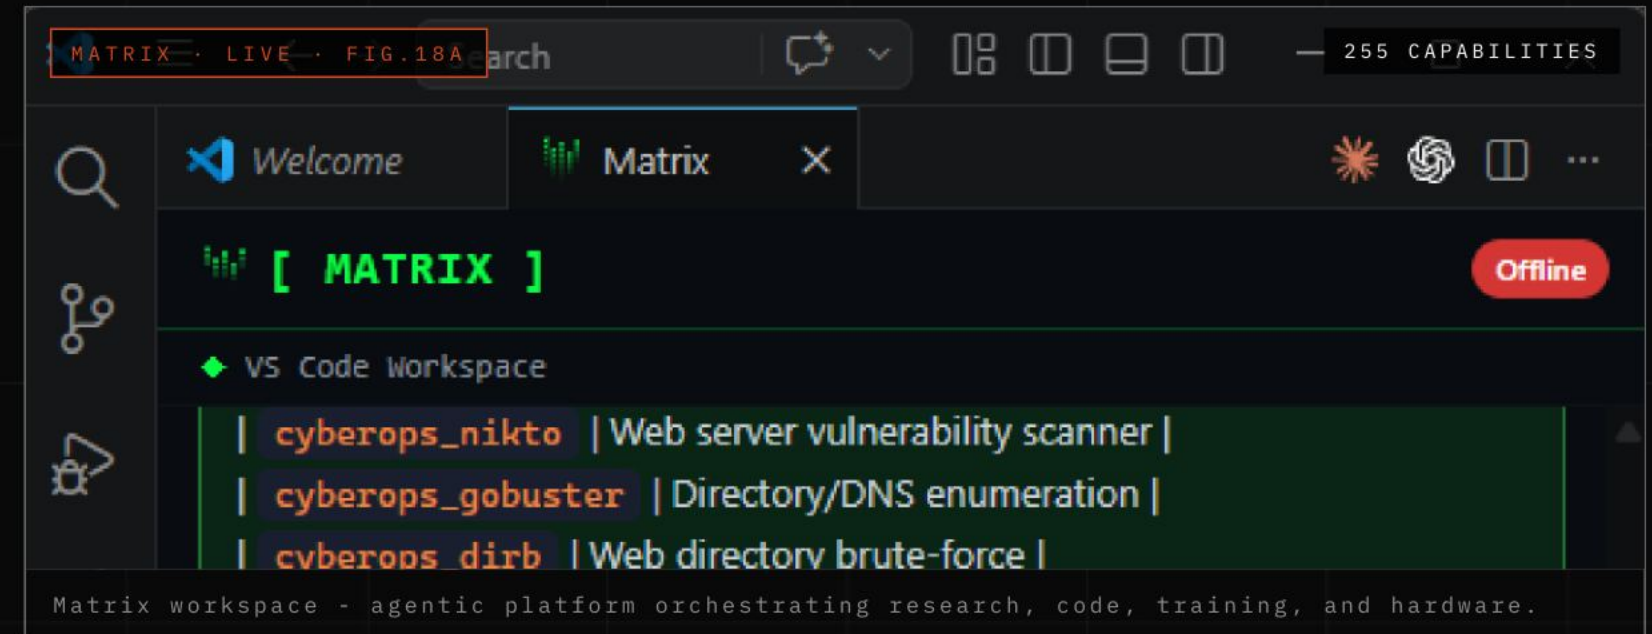 MATRIX · LIVE · FIG.18A
earch
255 CAPABILITIES
Welcome
Matrix
[ MATRIX ]
Offline
VS Code Workspace
| cyberops_nikto | Web server vulnerability scanner |
| cyberops_gobuster | Directory/DNS enumeration |
| cyberops_dirb | Web directory brute-force |
Matrix workspace - agentic platform orchestrating research, code, training, and hardware.